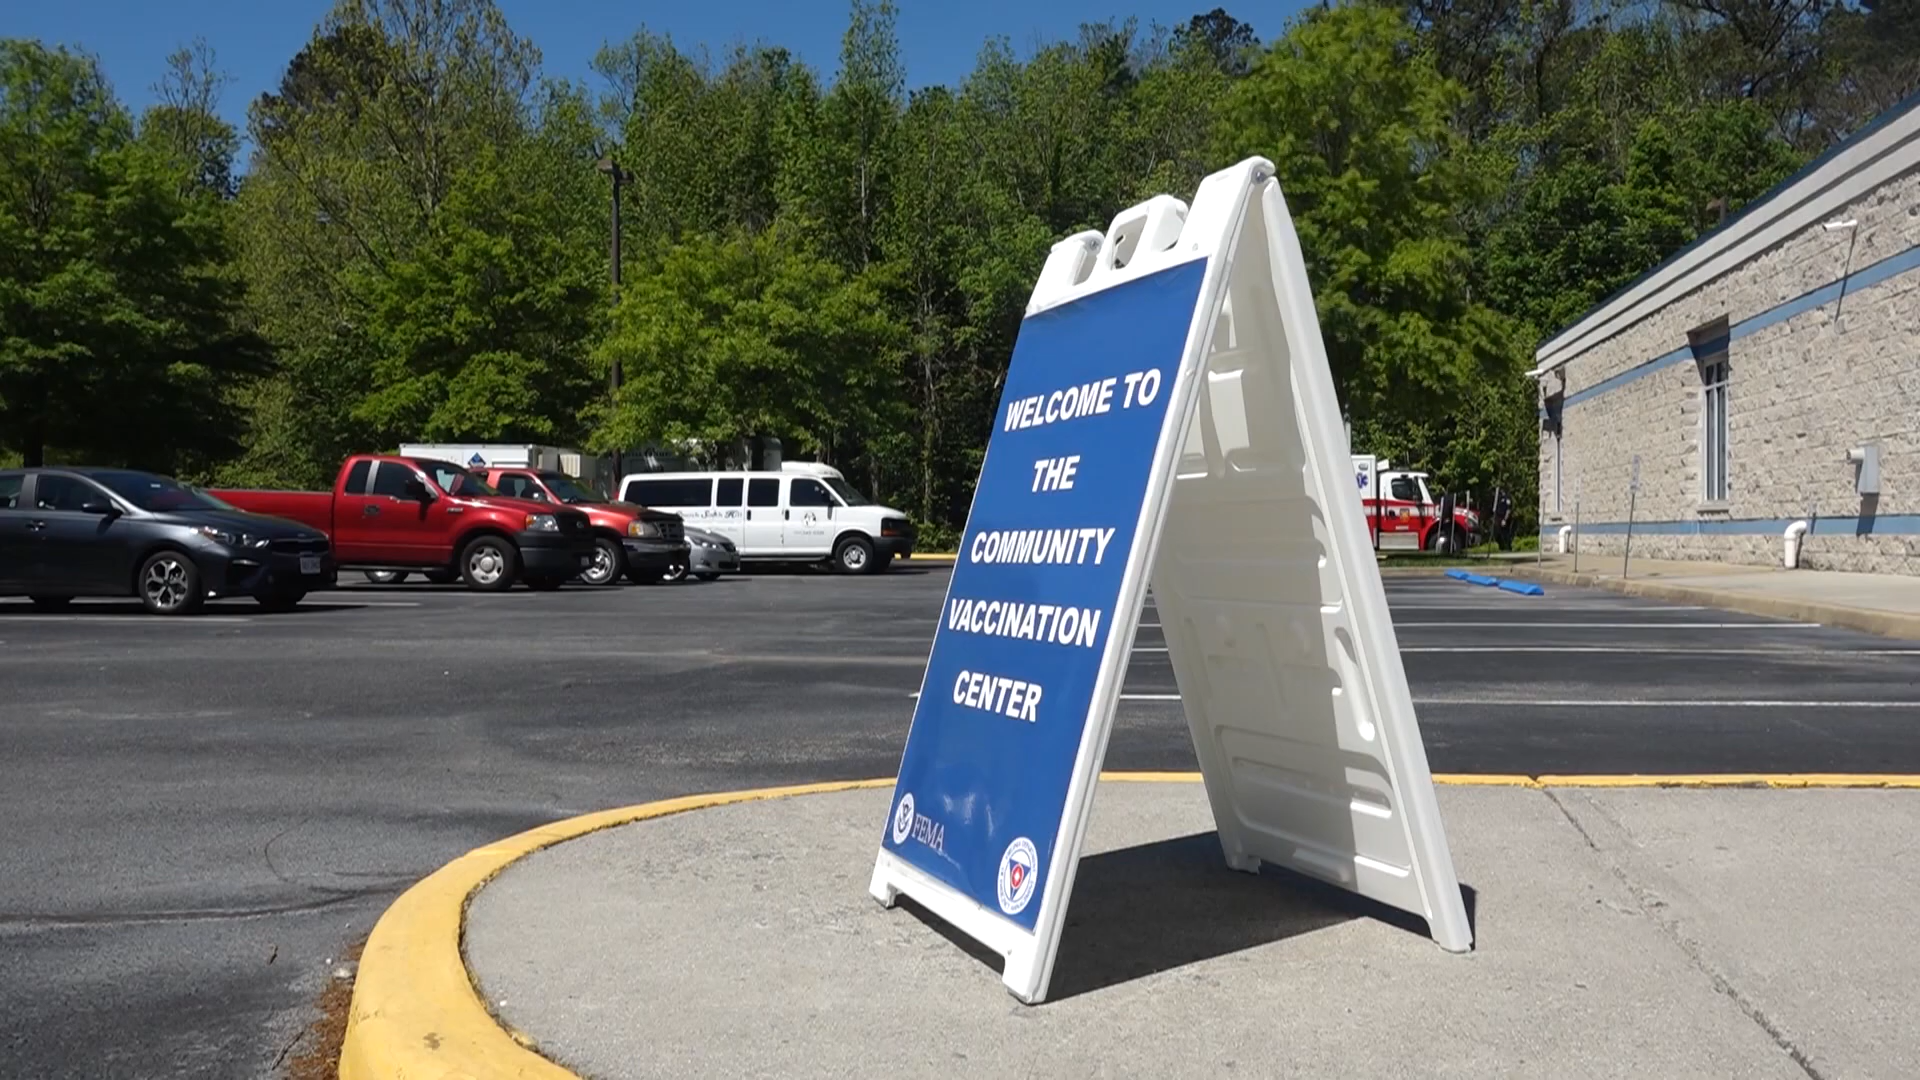 WELCOME TO
THE
COMMUNITY
VACCINATION
CENTER
FEMA